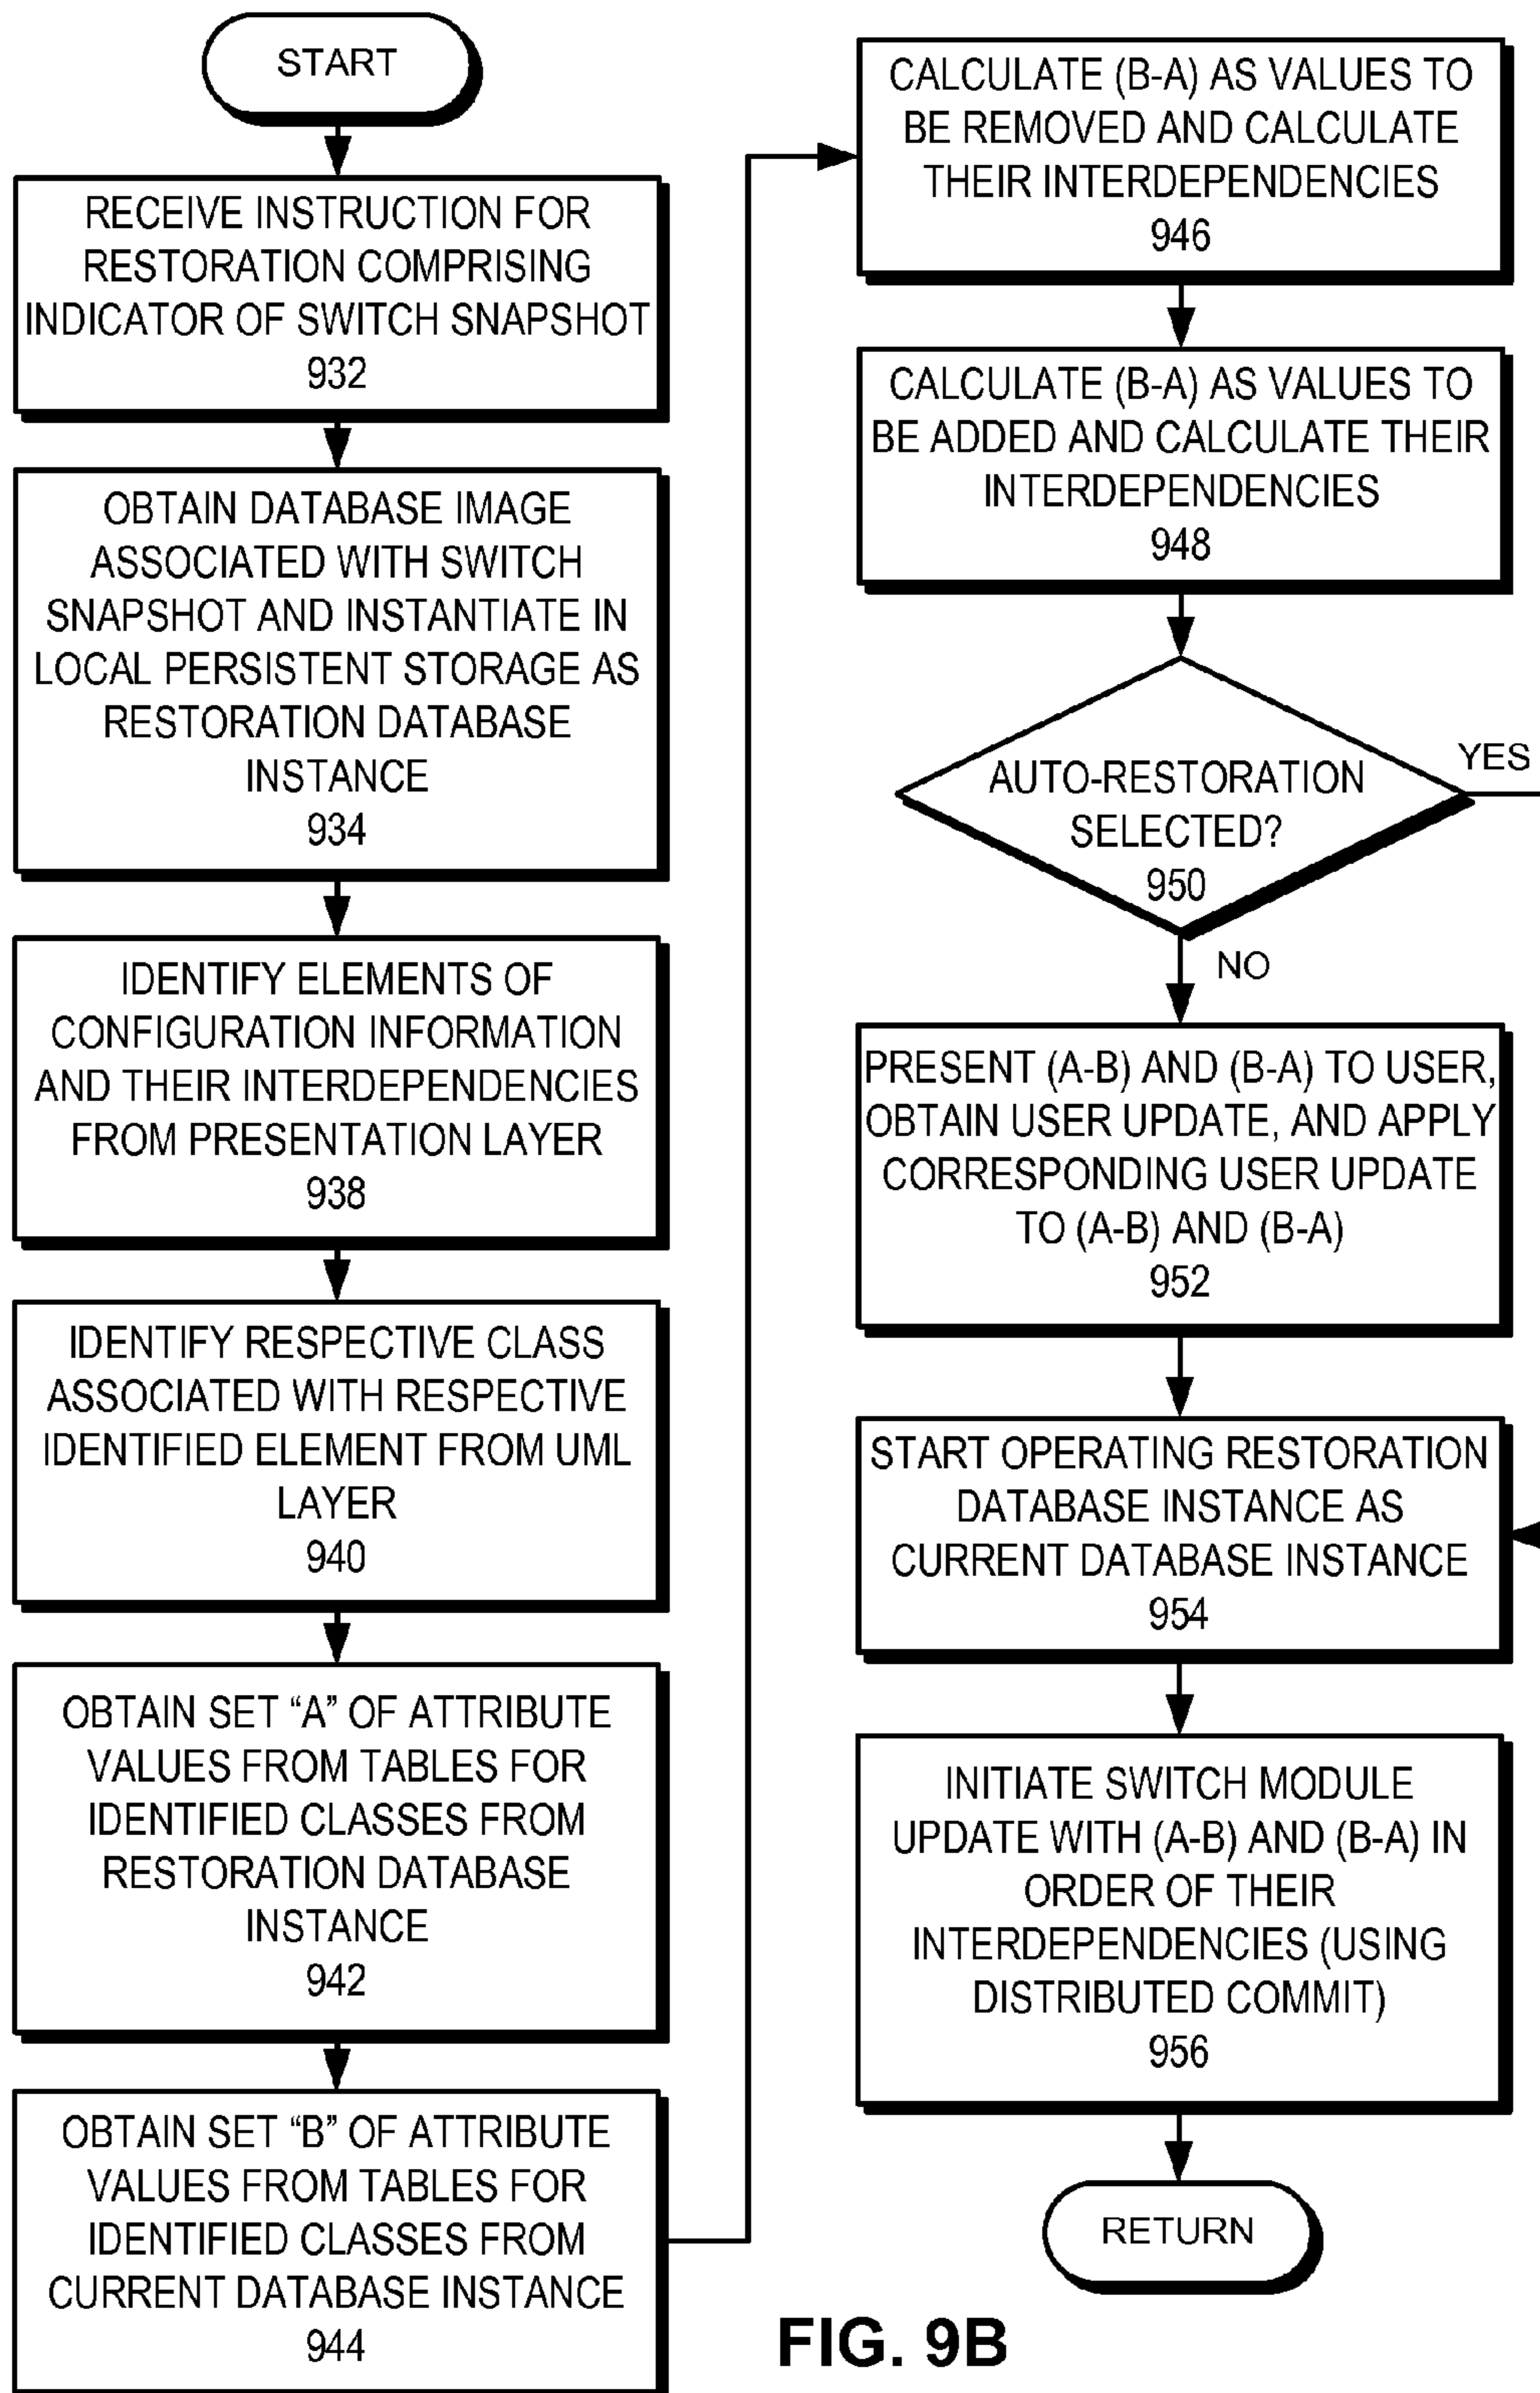 START
RECEIVE INSTRUCTION FOR
RESTORATION COMPRISING
INDICATOR OF SWITCH SNAPSHOT
932
OBTAIN DATABASE IMAGE
ASSOCIATED WITH SWITCH
SNAPSHOT AND INSTANTIATE IN
LOCAL PERSISTENT STORAGE AS
RESTORATION DATABASE
INSTANCE
934
IDENTIFY ELEMENTS OF
CONFIGURATION INFORMATION
AND THEIR INTERDEPENDENCIES
FROM PRESENTATION LAYER
938
IDENTIFY RESPECTIVE CLASS
ASSOCIATED WITH RESPECTIVE
IDENTIFIED ELEMENT FROM UML
LAYER
940
OBTAIN SET “A” OF ATTRIBUTE
VALUES FROM TABLES FOR
IDENTIFIED CLASSES FROM
RESTORATION DATABASE
INSTANCE
942
OBTAIN SET “B” OF ATTRIBUTE
VALUES FROM TABLES FOR
IDENTIFIED CLASSES FROM
CURRENT DATABASE INSTANCE
944
CALCULATE (B-A) AS VALUES TO
BE REMOVED AND CALCULATE
THEIR INTERDEPENDENCIES
946
CALCULATE (B-A) AS VALUES TO
BE ADDED AND CALCULATE THEIR
INTERDEPENDENCIES
948
AUTO-RESTORATION
SELECTED?
950
YES
NO
PRESENT (A-B) AND (B-A) TO USER,
OBTAIN USER UPDATE, AND APPLY
CORRESPONDING USER UPDATE
TO (A-B) AND (B-A)
952
START OPERATING RESTORATION
DATABASE INSTANCE AS
CURRENT DATABASE INSTANCE
954
INITIATE SWITCH MODULE
UPDATE WITH (A-B) AND (B-A) IN
ORDER OF THEIR
INTERDEPENDENCIES (USING
DISTRIBUTED COMMIT)
956
RETURN
FIG. 9B